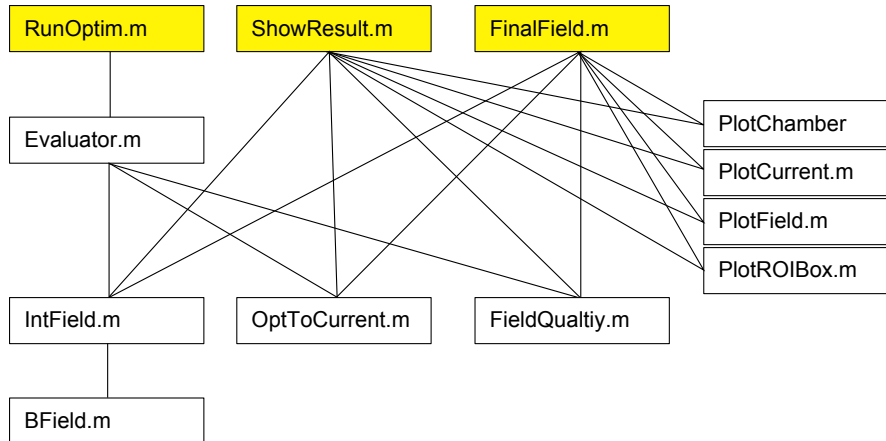 RunOptim.m
ShowResult.m
FinalField.m
Evaluator.m
PlotChamber
PlotCurrent.m
PlotField.m
PlotROIBox.m
IntField.m
OptToCurrent.m
FieldQualtiy.m
BField.m